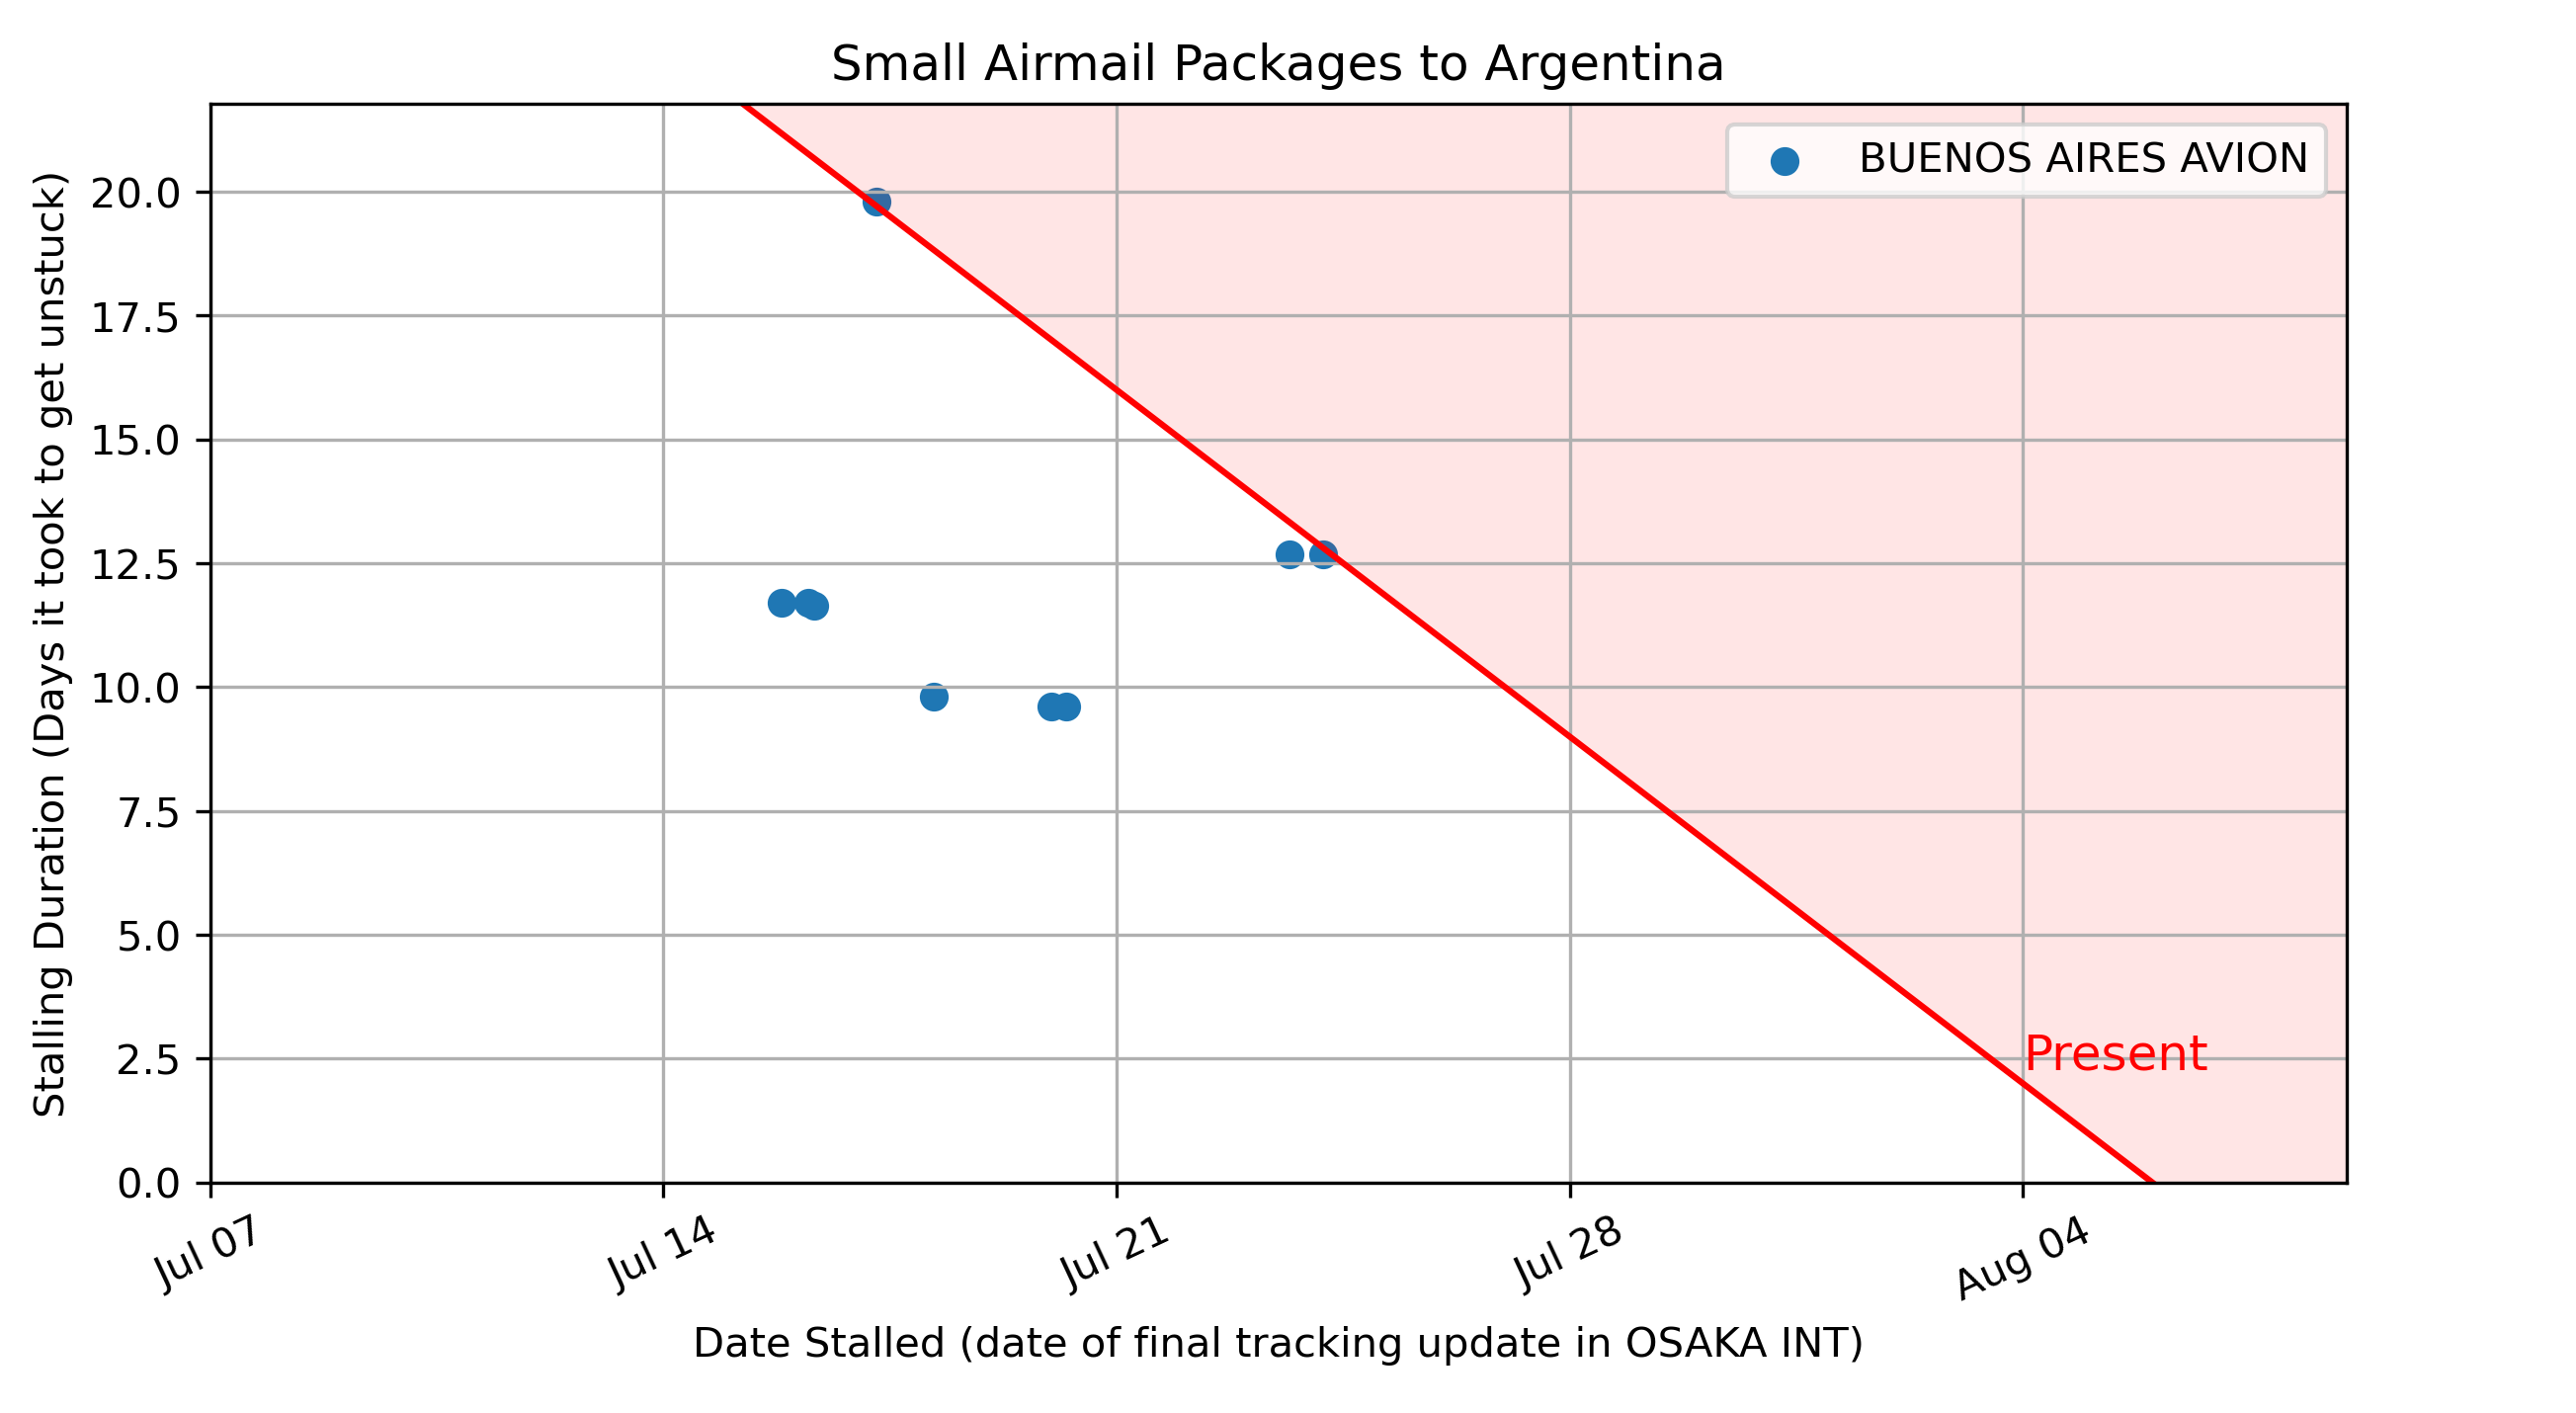 Small Airmail Packages to Argentina
BUENOS AIRES AVION
Stalling Duration (Days it took to get unstuck)
20.0
17.5
15.0
12.5
10.0
7.5
5.0
2.5
0.0
Present
Jul 07
Jul 14
Jul 21
Jul 28
Aug 04
Date Stalled (date of final tracking update in OSAKA INT)